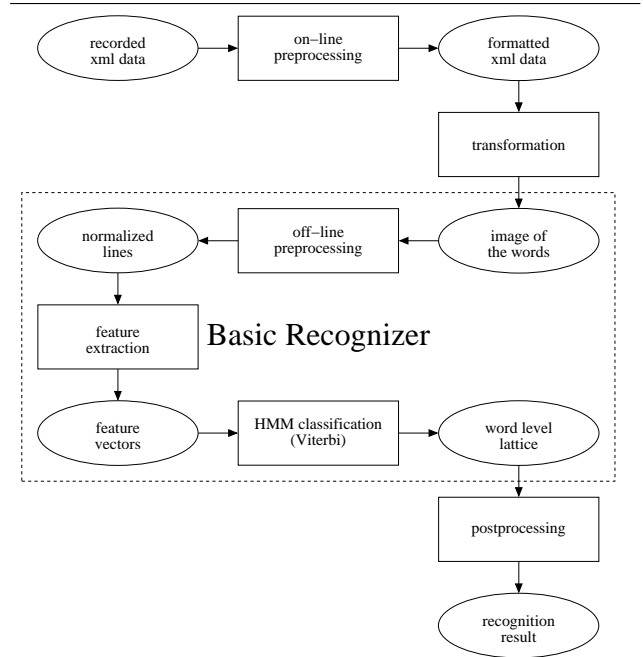 recorded
xml data
on−line
preprocessing
formatted
xml data
transformation
image of
the words
off−line
preprocessing
normalized
lines
feature
extraction
Basic Recognizer
feature
vectors
HMM classification
(Viterbi)
word level
lattice
postprocessing
recognition
result